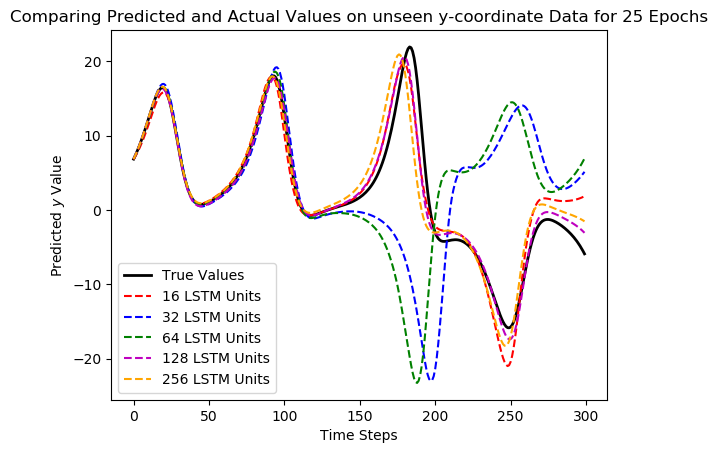 Comparing Predicted and Actual Values on unseen y-coordinate Data for 25 Epochs
20
10
0
−10
−20
Predicted y Value
True Values
16 LSTM Units
32 LSTM Units
64 LSTM Units
128 LSTM Units
256 LSTM Units
0 50 100 150 200 250 300
Time Steps